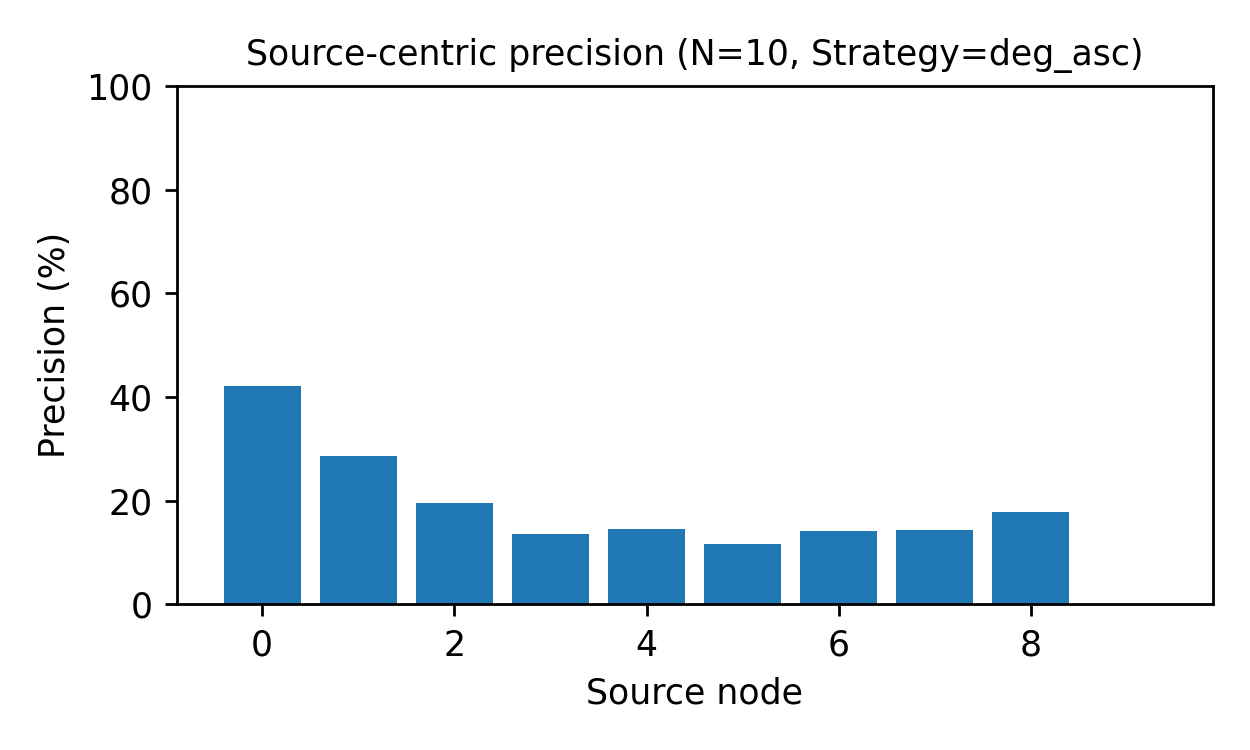 Source-centric precision (N=10, Strategy=deg_asc)
100
80
60
40
20
0
Precision (%)
0 2 4 6 8
Source node